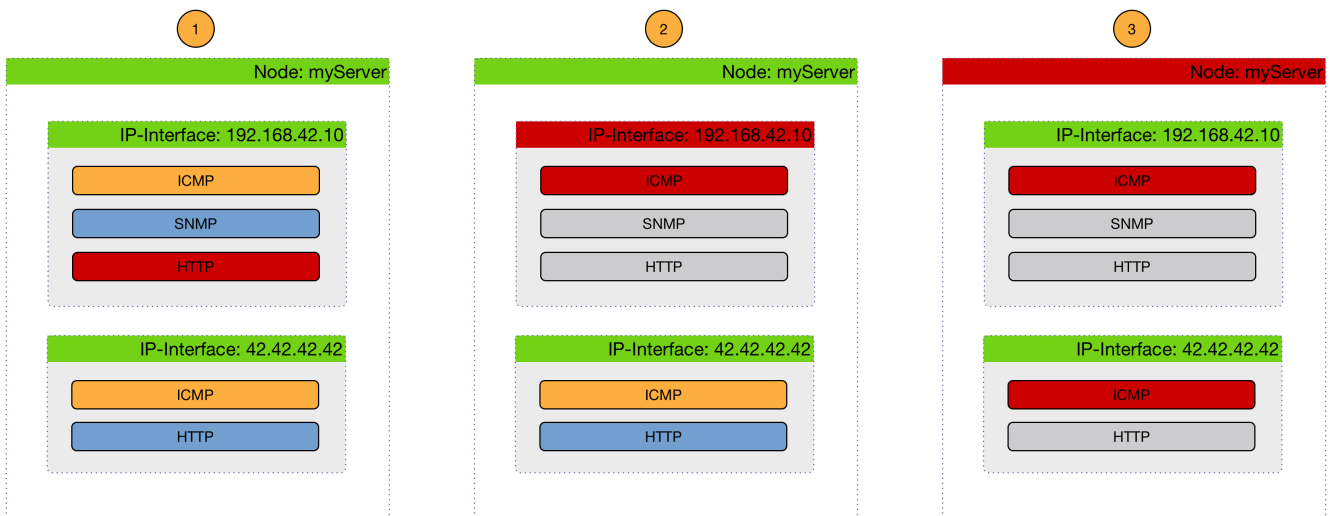 1
Node: myServer
IP-Interface: 192.168.42.10
ICMP
SNMP
HTTP
IP-Interface: 42.42.42.42
ICMP
HTTP
2
Node: myServer
IP-Interface: 192.168.42.10
ICMP
SNMP
HTTP
IP-Interface: 42.42.42.42
ICMP
HTTP
3
Node: myServer
IP-Interface: 192.168.42.10
ICMP
SNMP
HTTP
IP-Interface: 42.42.42.42
ICMP
HTTP